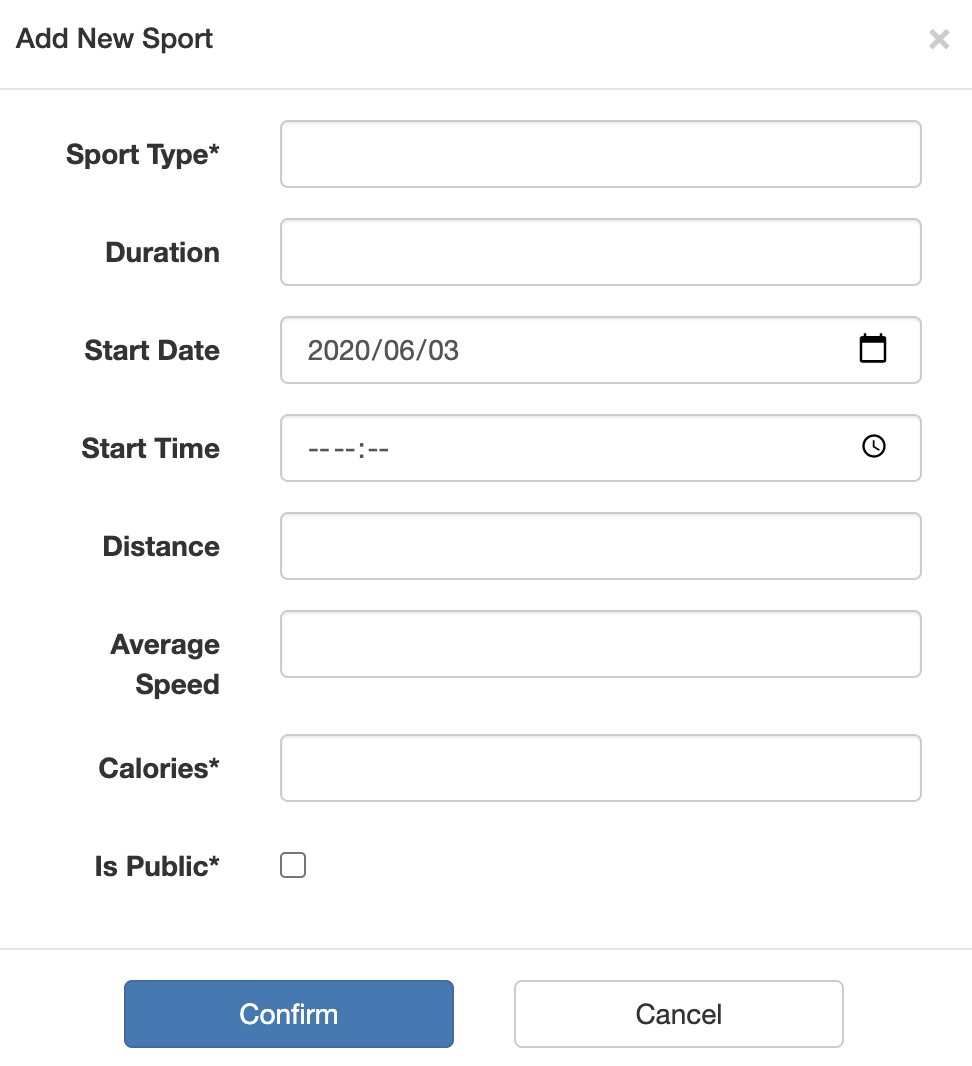 Add New Sport ×
Sport Type*
Duration
Start Date 2020/06/03
Start Time -- --:--
Distance
Average
Speed
Calories*
Is Public*
Confirm Cancel